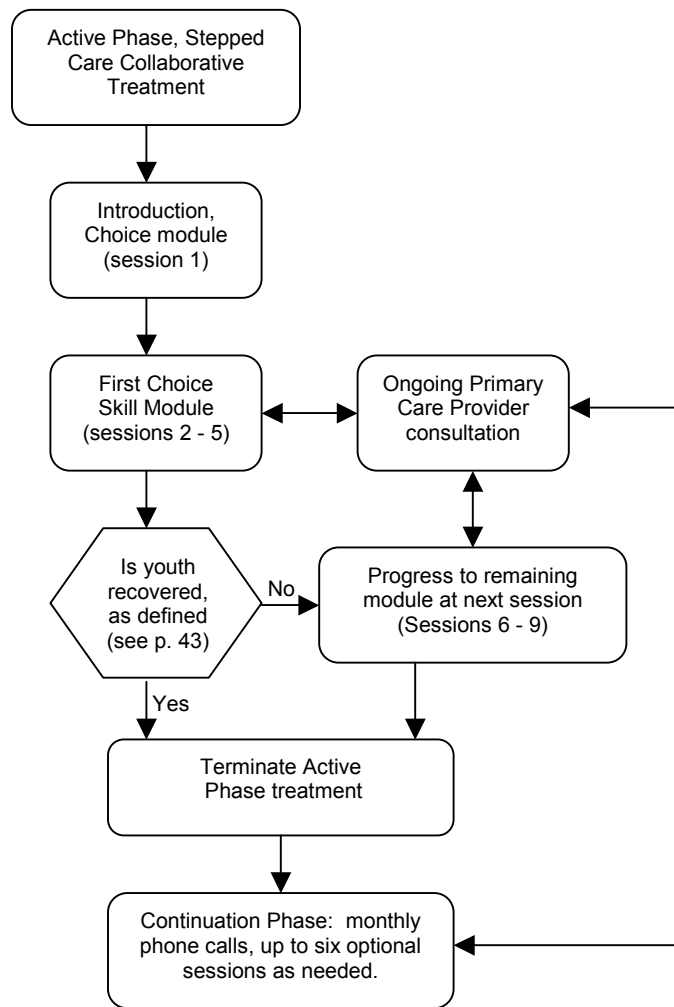 Active Phase, Stepped
Care Collaborative
Treatment
Introduction,
Choice module
(session 1)
First Choice
Skill Module
(sessions 2 - 5)
Ongoing Primary
Care Provider
consultation
Is youth
recovered,
as defined
(see p. 43)
No
Progress to remaining
module at next session
(Sessions 6 - 9)
Yes
Terminate Active
Phase treatment
Continuation Phase:  monthly
phone calls, up to six optional
sessions as needed.